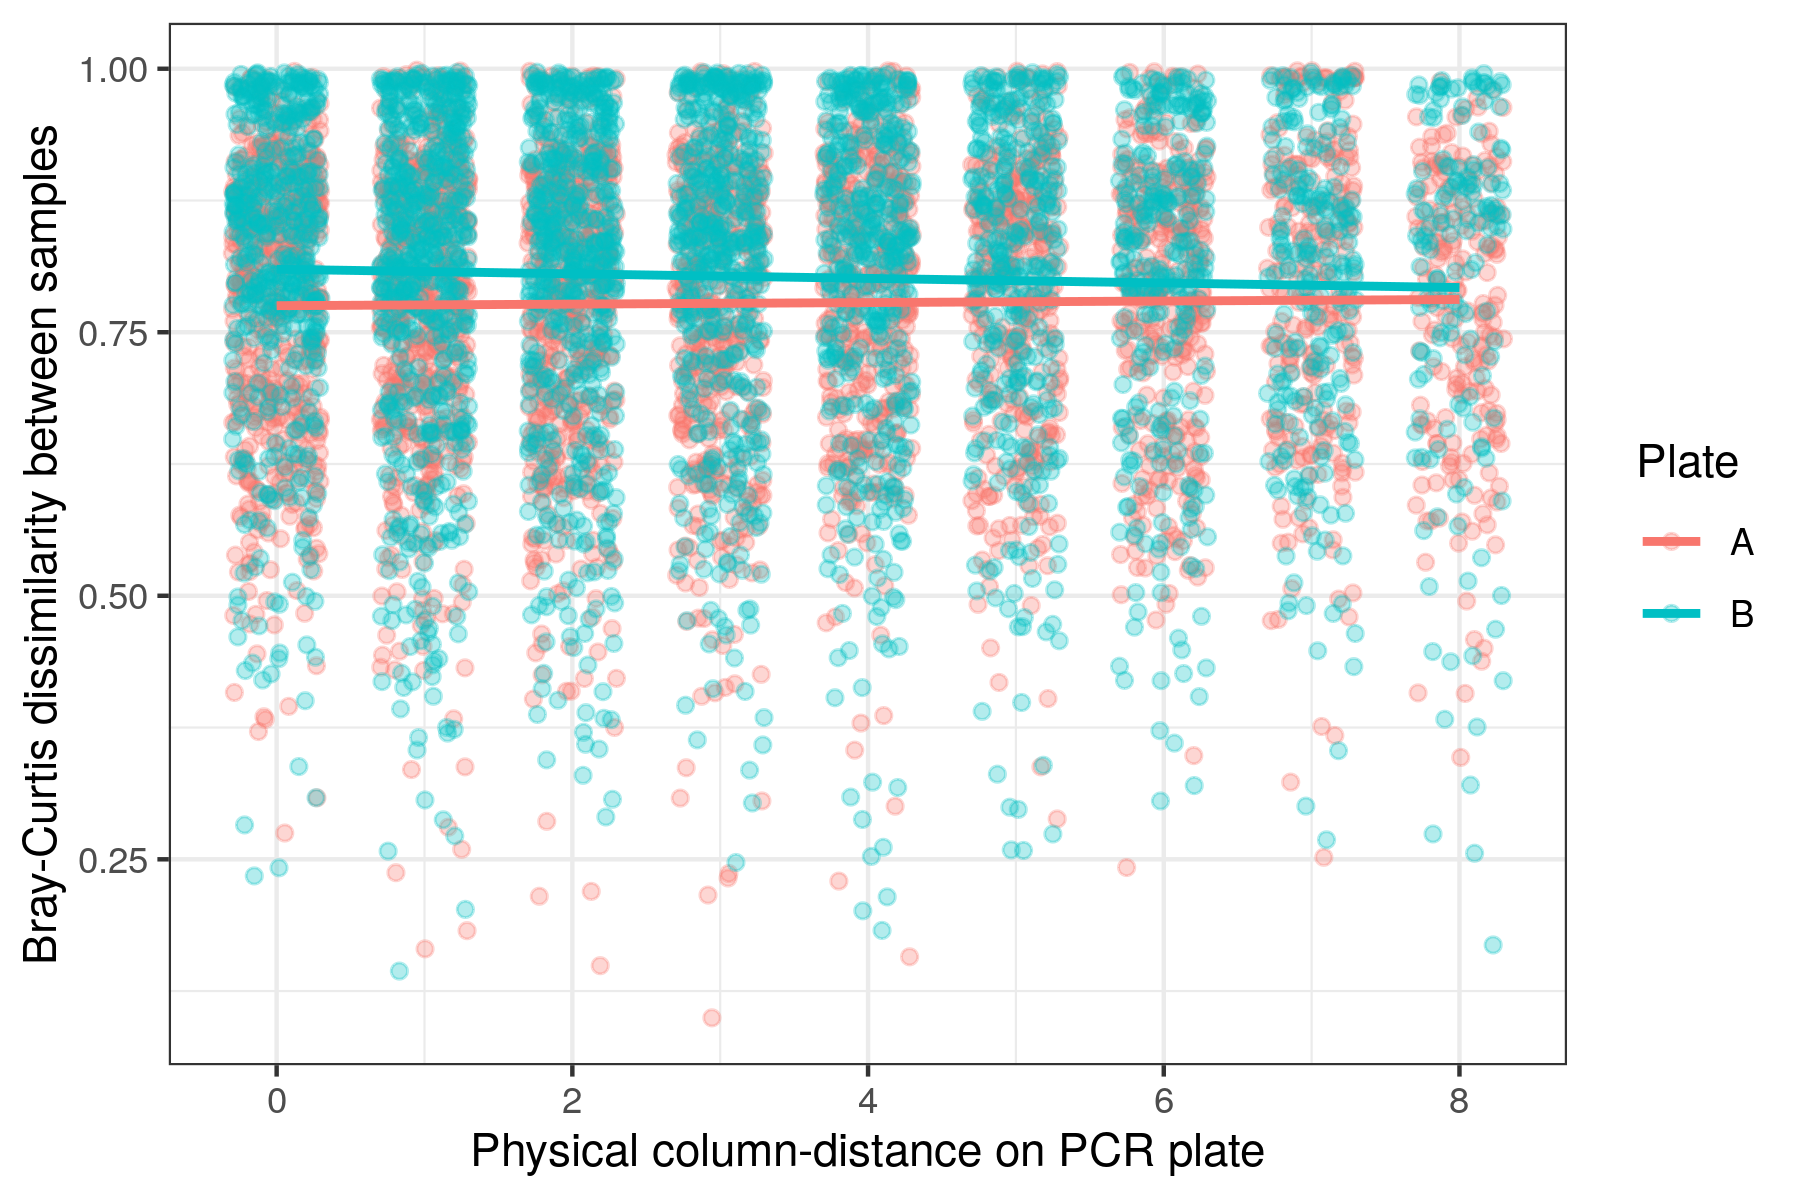 Bray-Curtis dissimilarity between samples
1.00
0.75
0.50
0.25
0 2 4 6 8
Physical column-distance on PCR plate
Plate
A
B